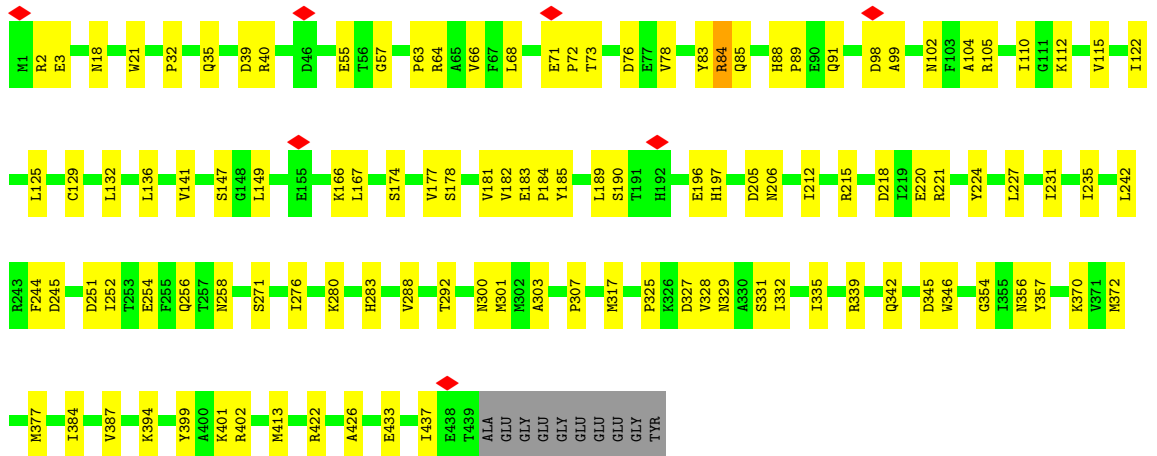 M1 R2 E3 N18 W21 P32 Q35 D39 R40 D46 E55 T56 G57 P63 R64 A65 V66 F67 L68 E71 P72 T73 D76 E77 V78 Y83 R84 Q85 H88 P89 E90 Q91 D98 A99 N102 F103 A104 R105 I110 G111 K112 V115 I122
L125 C129 L132 L136 V141 S147 G148 L149 E155 K166 L167 S174 V177 S178 V181 V182 E183 P184 Y185 L189 S190 T191 H192 E196 H197 D205 N206 I212 R215 D218 I219 E220 R221 Y224 L227 I231 I235 L242
R243 F244 D245 D251 I252 T253 E254 F255 Q256 T257 N258 S271 I276 K280 H283 V288 T292 N300 M301 M302 A303 P307 M317 P325 K326 D327 V328 N329 A330 S331 I332 I335 R339 Q342 D345 W346 G354 I355 N356 Y357 K370 V371 M372
M377 I384 V387 K394 Y399 A400 K401 R402 M413 R422 A426 E433 I437 E438 T439 ALA GLU GLY GLU GLY GLU GLU GLU GLY TYR